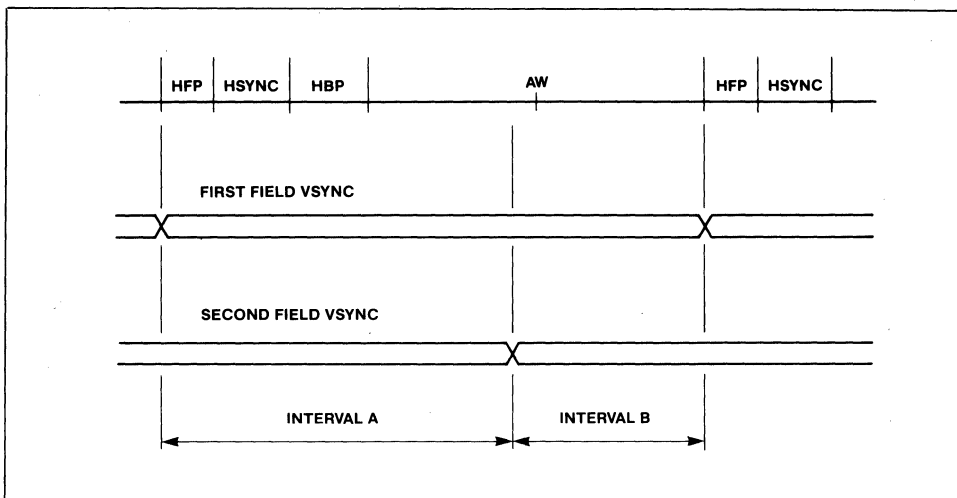 HFP HSYNC HBP AW HFP HSYNC
FIRST FIELD VSYNC
SECOND FIELD VSYNC
INTERVAL A INTERVAL B